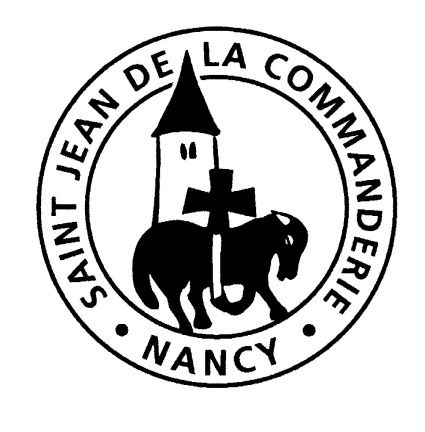 SAINT JEAN DE LA COMMANDERIE
NANCY